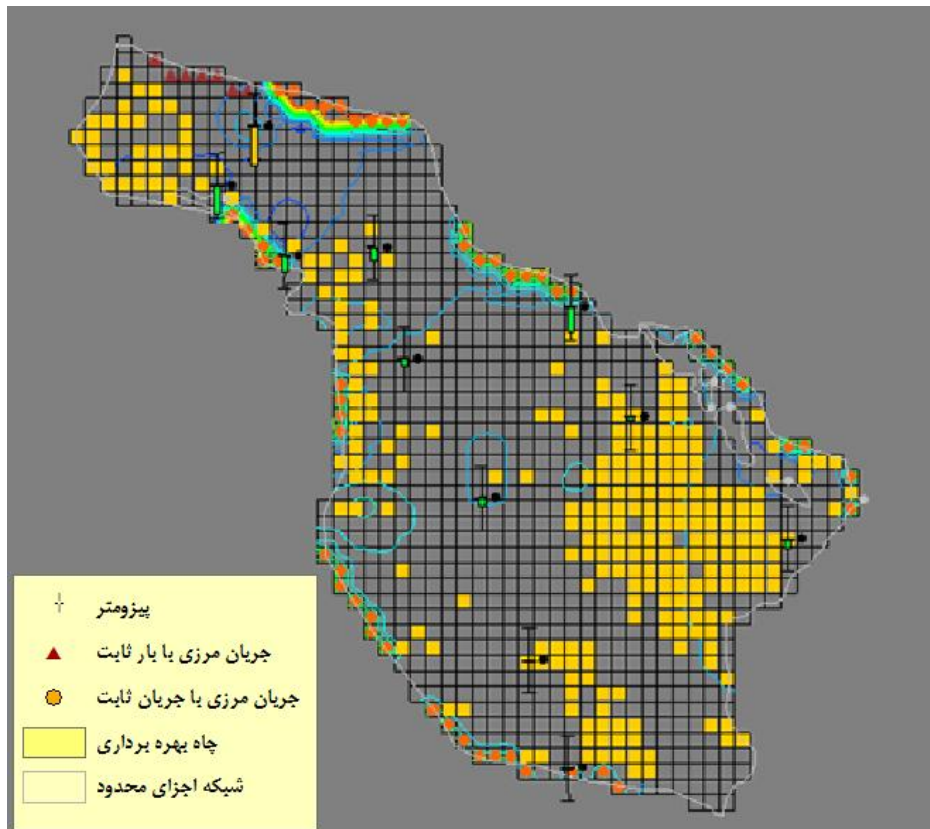 پیزومتر
جریان مرزی با بار ثابت
جریان مرزی با جریان ثابت
چاه بهره برداری
شبکه اجزای محدود